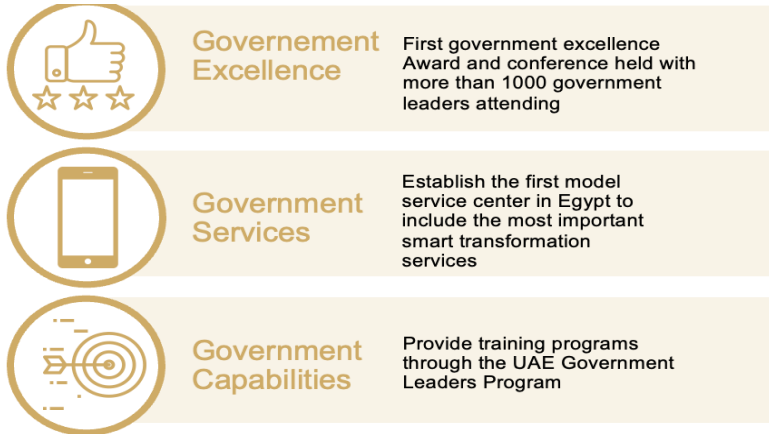 Governement
Excellence
First government excellence
Award and conference held with
more than 1000 government
leaders attending
Government
Services
Establish the first model
service center in Egypt to
include the most important
smart transformation
services
Government
Capabilities
Provide training programs
through the UAE Government
Leaders Program